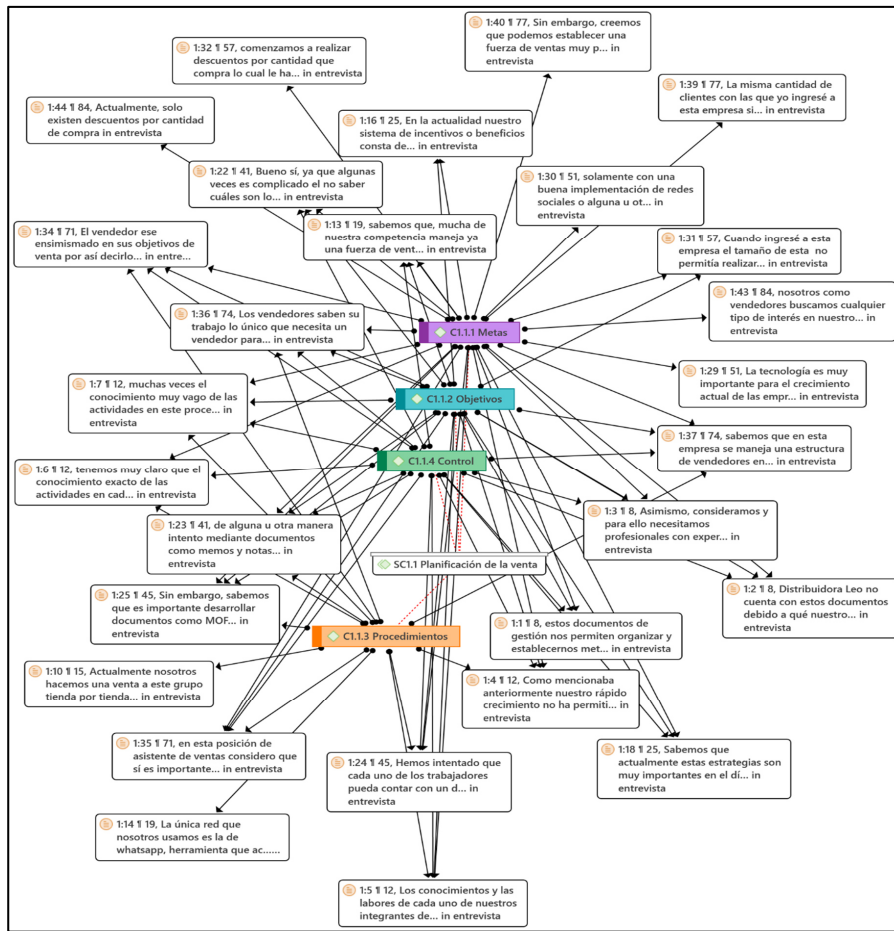 1:40 ¶ 77, Sin embargo, creemos
que podemos establecer una
fuerza de ventas muy p... in
entrevista
1:32 ¶ 57, comenzamos a realizar
descuentos por cantidad que
compra lo cual le ha... in entrevista
1:39 ¶ 77, La misma cantidad de
clientes con las que yo ingresé a
esta empresa si... in entrevista
1:44 ¶ 84, Actualmente, solo
existen descuentos por cantidad
de compra in entrevista
1:16 ¶ 25, En la actualidad nuestro
sistema de incentivos o beneficios
consta de... in entrevista
1:22 ¶ 41, Bueno sí, ya que algunas
veces es complicado el no saber
cuáles son lo... in entrevista
1:30 ¶ 51, solamente con una
buena implementación de redes
sociales o alguna u ot... in
entrevista
1:13 ¶ 19, sabemos que, mucha de
nuestra competencia maneja ya
una fuerza de vent... in
entrevista
1:34 ¶ 71, El vendedor ese
ensimismado en sus objetivos de
venta por así decirlo... in entre...
1:31 ¶ 57, Cuando ingresé a esta
empresa el tamaño de esta no
permitía realizar... in entrevista
1:43 ¶ 84, nosotros como
vendedores buscamos cualquier
tipo de interés en nuestro... in
entrevista
1:36 ¶ 74, Los vendedores saben su
trabajo lo único que necesita un
vendedor para... in entrevista
C1.1.1 Metas
1:29 ¶ 51, La tecnología es muy
importante para el crecimiento
actual de las empr... in entrevista
1:7 ¶ 12, muchas veces el
conocimiento muy vago de las
actividades en este proce... in
entrevista
C1.1.2 Objetivos
1:37 ¶ 74, sabemos que en esta
empresa se maneja una estructura
de vendedores en... in entrevista
C1.1.4 Control
1:6 ¶ 12, tenemos muy claro que el
conocimiento exacto de las
actividades en cad... in entrevista
1:3 ¶ 8, Asimismo, consideramos y
para ello necesitamos
profesionales con exper... in
entrevista
1:23 ¶ 41, de alguna u otra manera
intento mediante documentos
como memos y notas... in
entrevista
SC1.1 Planificación de la venta
1:2 ¶ 8, Distribuidora Leo no
cuenta con estos documentos
debido a qué nuestro... in
entrevista
1:25 ¶ 45, Sin embargo, sabemos
que es importante desarrollar
documentos como MOF...
in entrevista
1:1 ¶ 8, estos documentos de
gestión nos permiten organizar y
establecernos met... in entrevista
C1.1.3 Procedimientos
1:10 ¶ 15, Actualmente nosotros
hacemos una venta a este grupo
tienda por tienda... in entrevista
1:4 ¶ 12, Como mencionaba
anteriormente nuestro rápido
crecimiento no ha permiti... in
entrevista
1:35 ¶ 71, en esta posición de
asistente de ventas considero que
sí es importante... in entrevista
1:24 ¶ 45, Hemos intentado que
cada uno de los trabajadores
pueda contar con un d... in
entrevista
1:18 ¶ 25, Sabemos que
actualmente estas estrategias son
muy importantes en el dí... in
entrevista
1:14 ¶ 19, La única red que
nosotros usamos es la de
whatsapp, herramienta que ac......
1:5 ¶ 12, Los conocimientos y las
labores de cada uno de nuestros
integrantes de... in entrevista